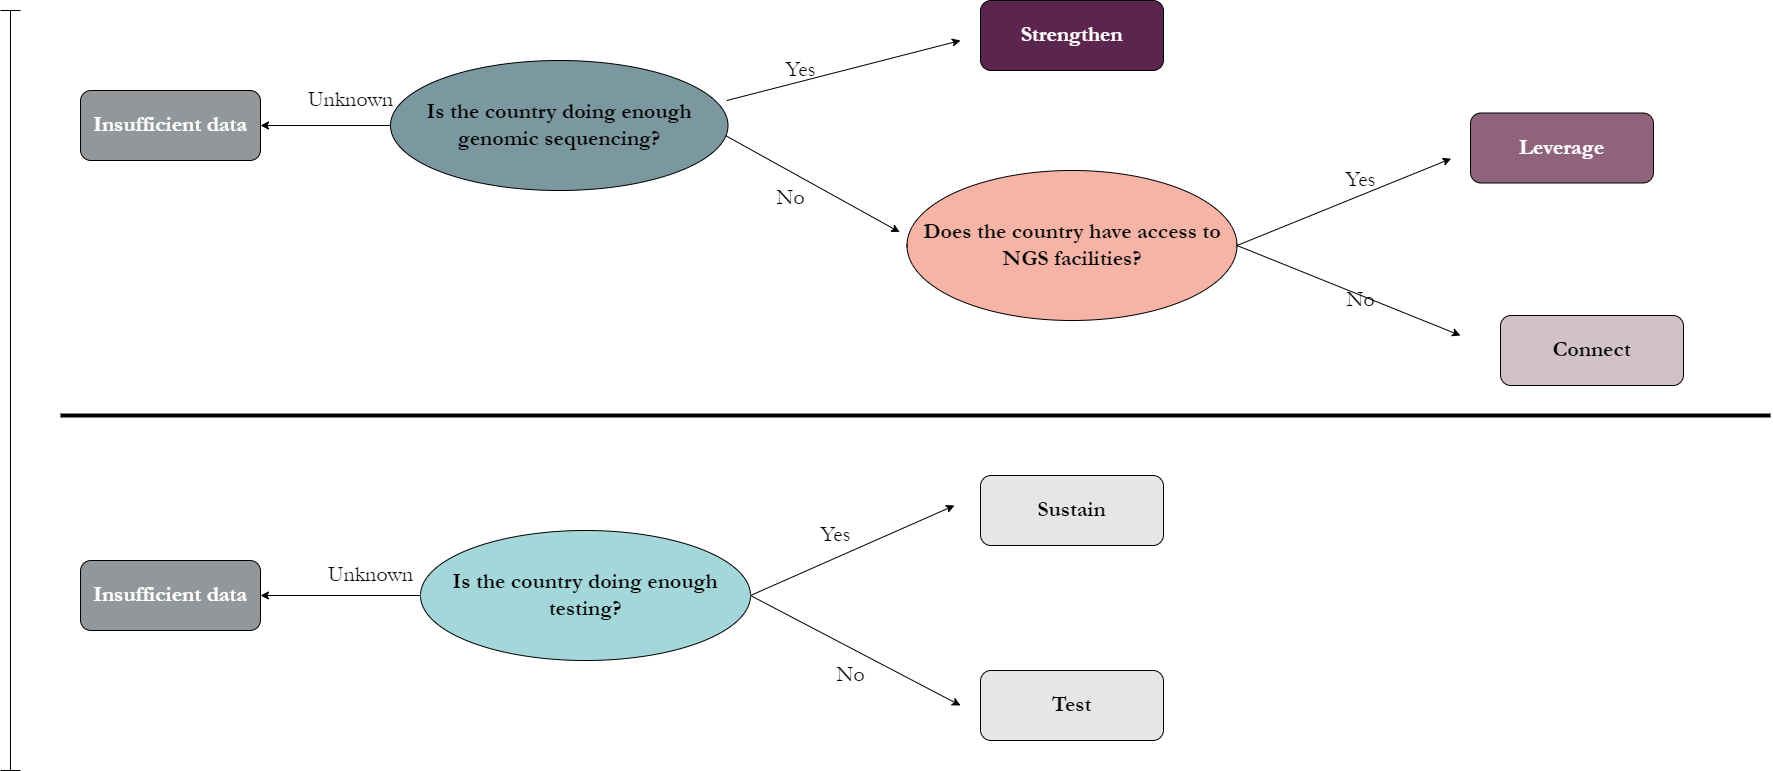 Strengthen
Yes
Unknown
Insufficient data
Is the country doing enough
genomic sequencing?
Leverage
Yes
No
Does the country have access to
NGS facilities?
No
Connect
Sustain
Yes
Unknown
Insufficient data
Is the country doing enough
testing?
No
Test